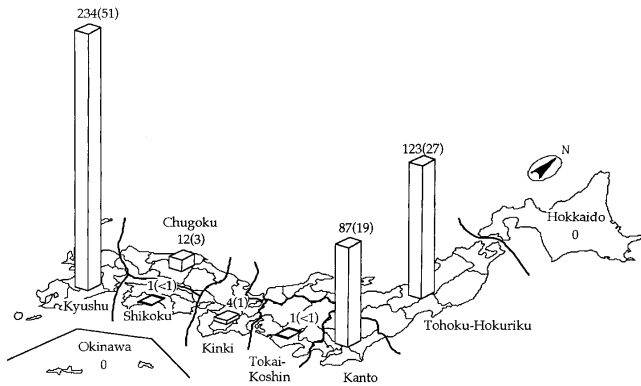 234(51)
123(27)
N
87(19)
Hokkaido
0
Chugoku
12(3)
1(<1)
4(1)
1(<1)
Kyushu
Shikoku
Kinki
Tokai-
Koshin
Kanto
Tohoku-Hokuriku
Okinawa
0